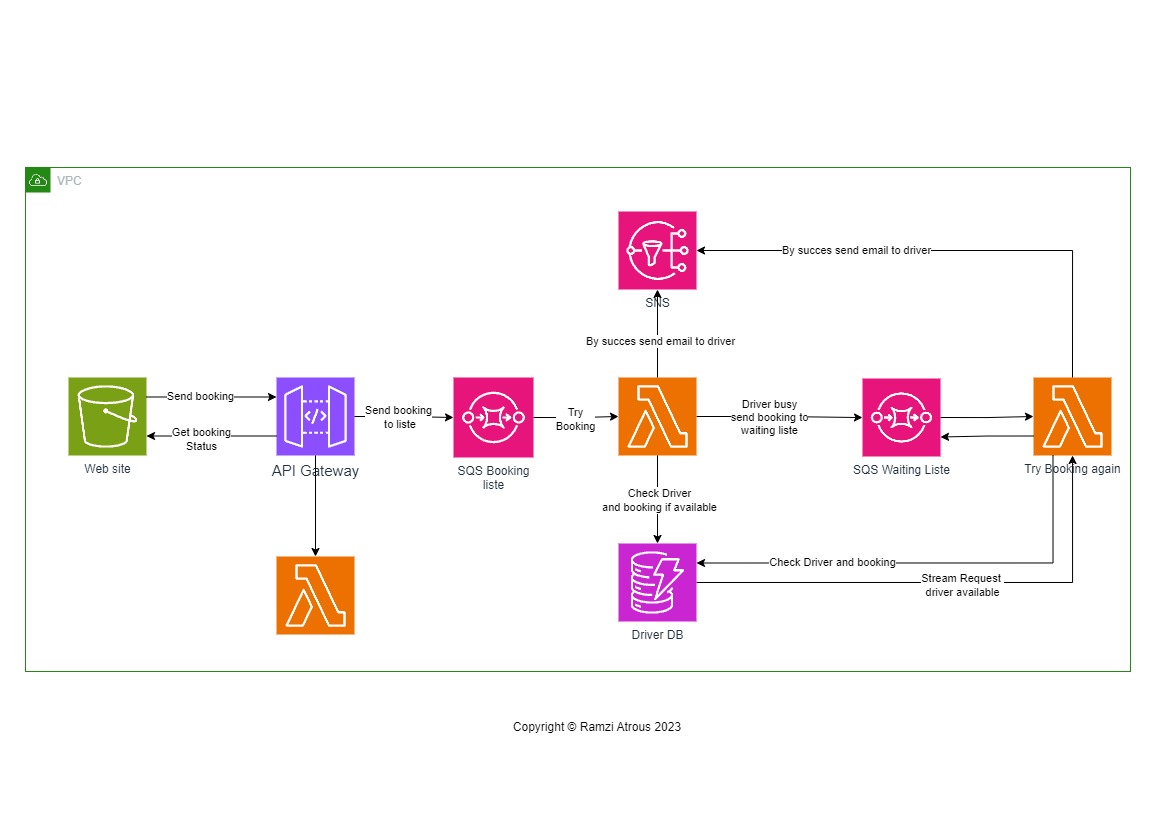 VPC
By succes send email to driver
SNS
By succes send email to driver
Send booking
Get booking
Status
Send booking
to liste
Try
Booking
Driver busy
send booking to
waiting liste
Web site
API Gateway
SQS Booking
liste
SQS Waiting Liste
Try Booking again
Check Driver
and booking if available
Check Driver and booking
Stream Request
driver available
Driver DB
Copyright © Ramzi Atrous 2023